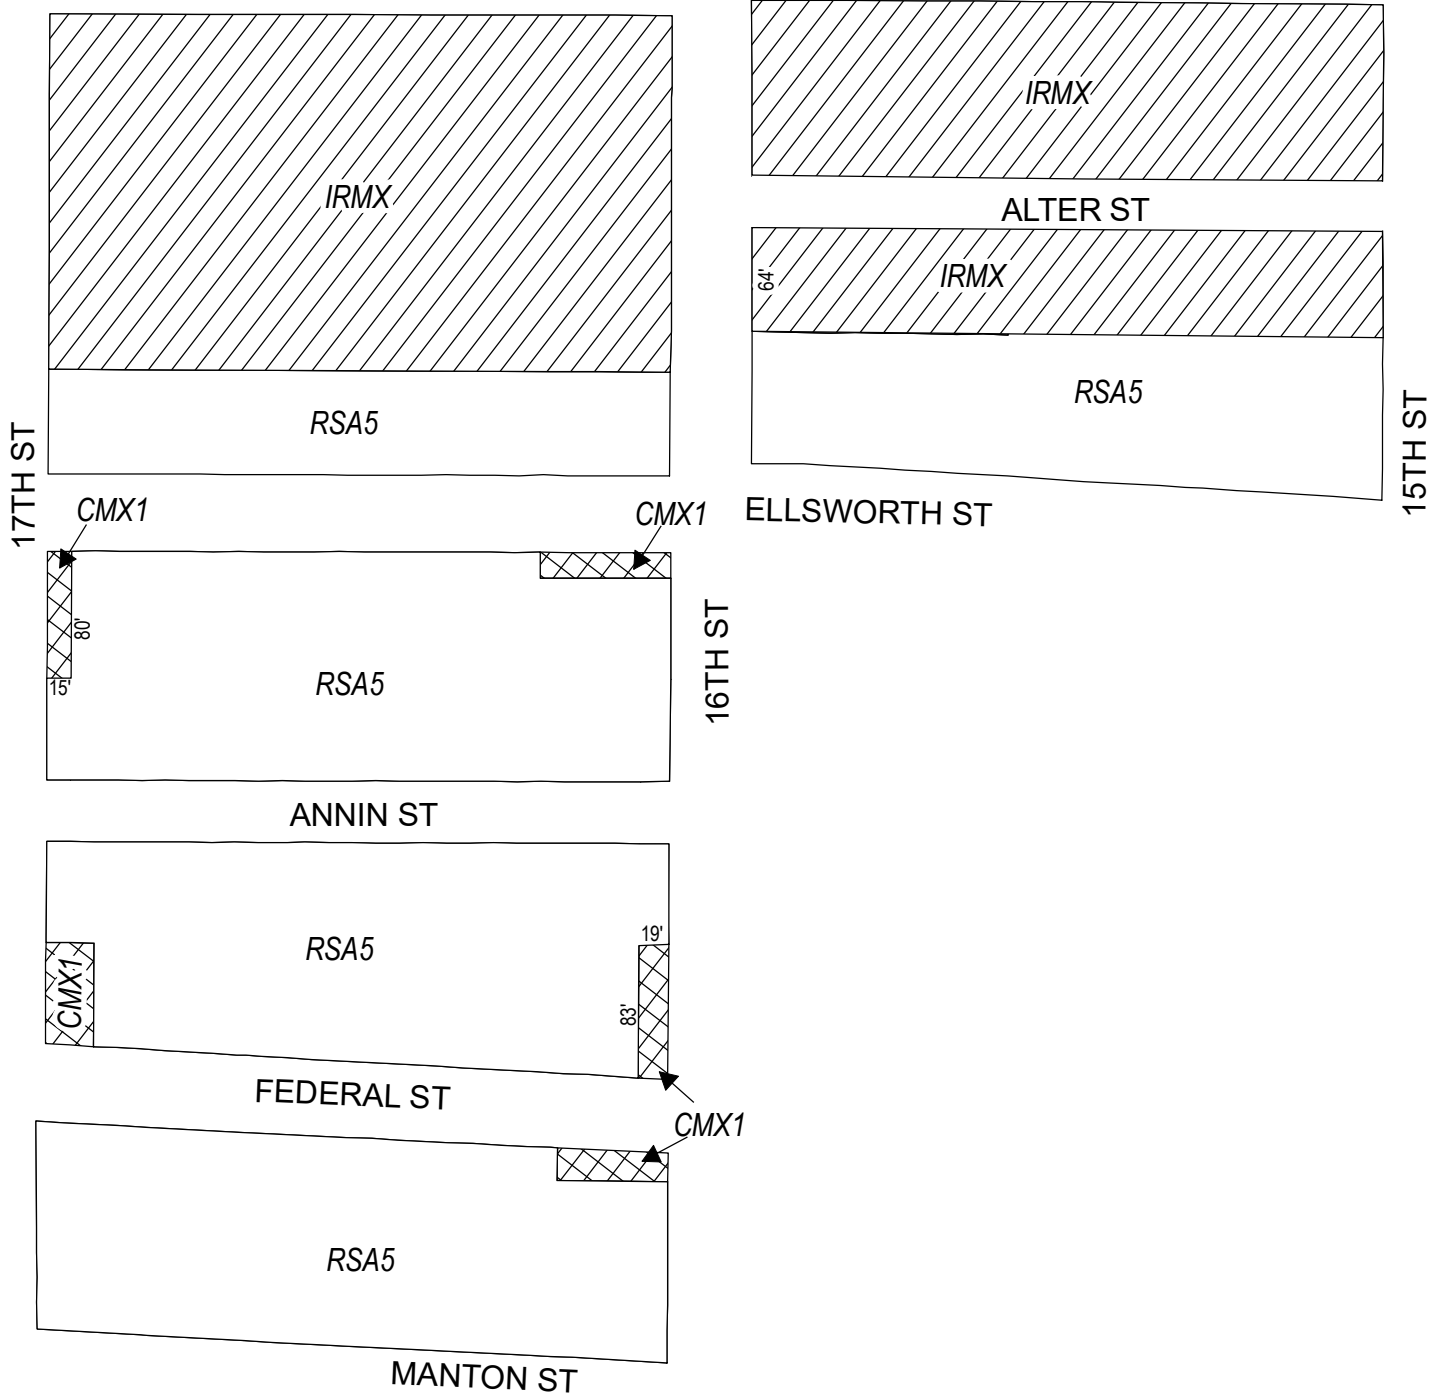 IRMX
IRMX
ALTER ST
64'
IRMX
RSA5
RSA5
17TH ST
15TH ST
CMX1
CMX1
ELLSWORTH ST
80'
15'
RSA5
16TH ST
ANNIN ST
RSA5
19'
CMX1
83'
FEDERAL ST
CMX1
RSA5
MANTON ST